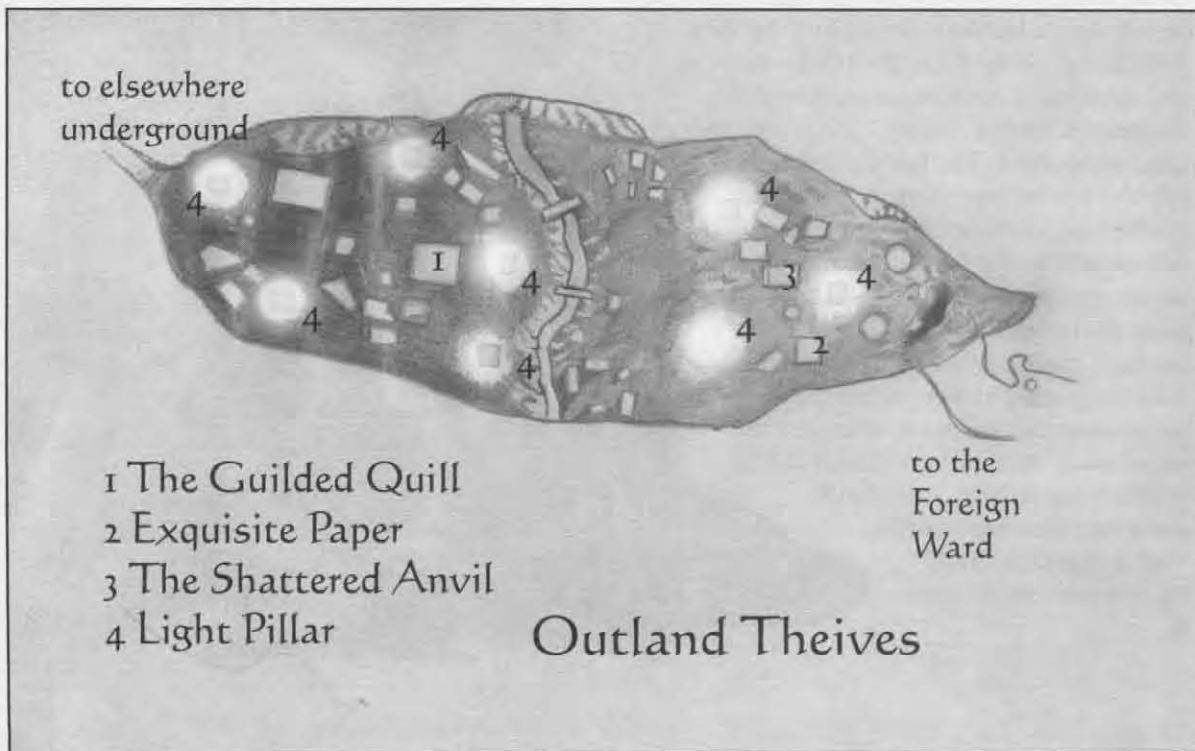 to elsewhere
underground
4
4
4
4
1
4
3
4
4
4
4
2
to the
Foreign
Ward
1 The Guilded Quill
2 Exquisite Paper
3 The Shattered Anvil
4 Light Pillar
Outland Theives